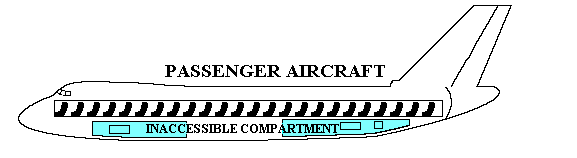 PASSENGER AIRCRAFT
INACCESSIBLE COMPARTMENT